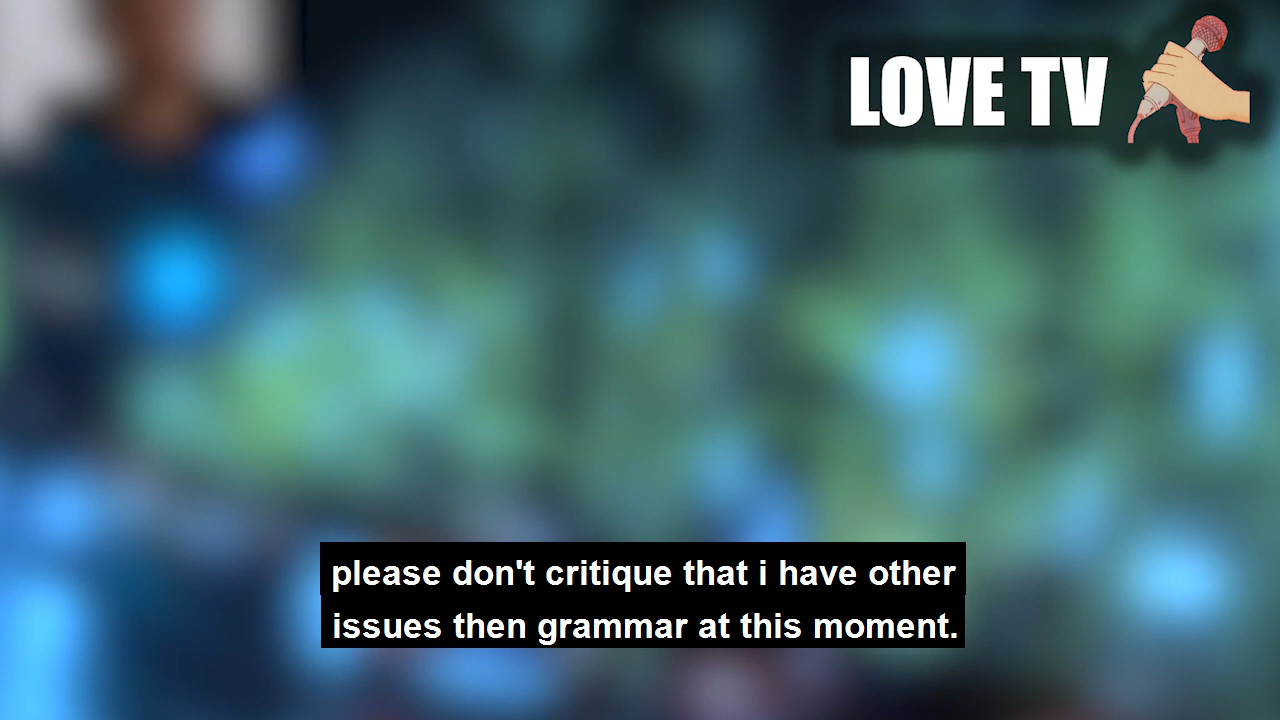 LOVE TV
please don't critique that i have other
issues then grammar at this moment.